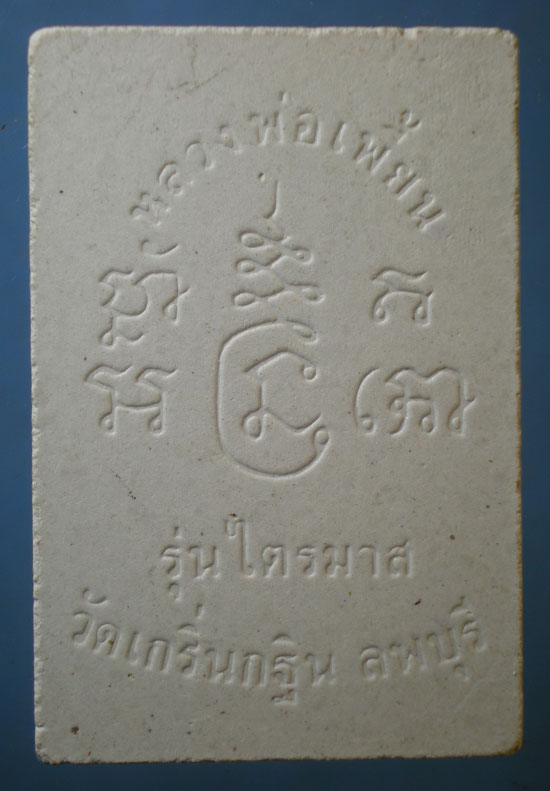 หลวงพ่อเพี้ยน
รุ่นไตรมาส
วัดเกริ่นกฐิน ลพบุรี